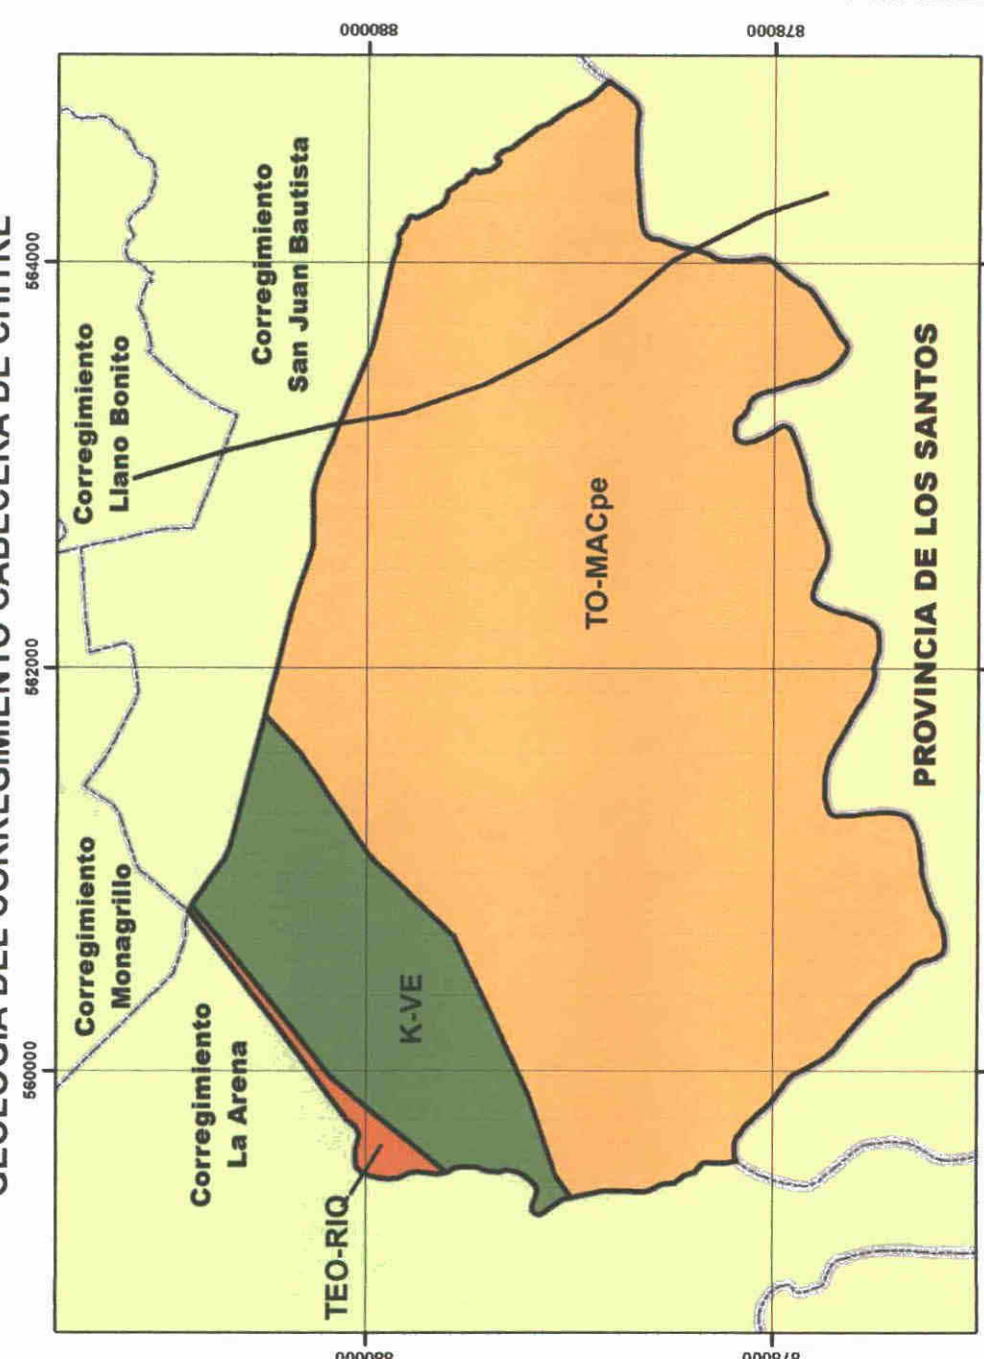 GEOLOGÍA DEL CORREGIMIENTO CABECERA DE CHITRÉ
560000
562000
564000
880000
878000
880000
878000
Corregimiento
Monagrillo
Corregimiento
Llano Bonito
Corregimiento
La Arena
Corregimiento
San Juan Bautista
TEO-RIQ
K-VE
TO-MACpe
PROVINCIA DE LOS SANTOS